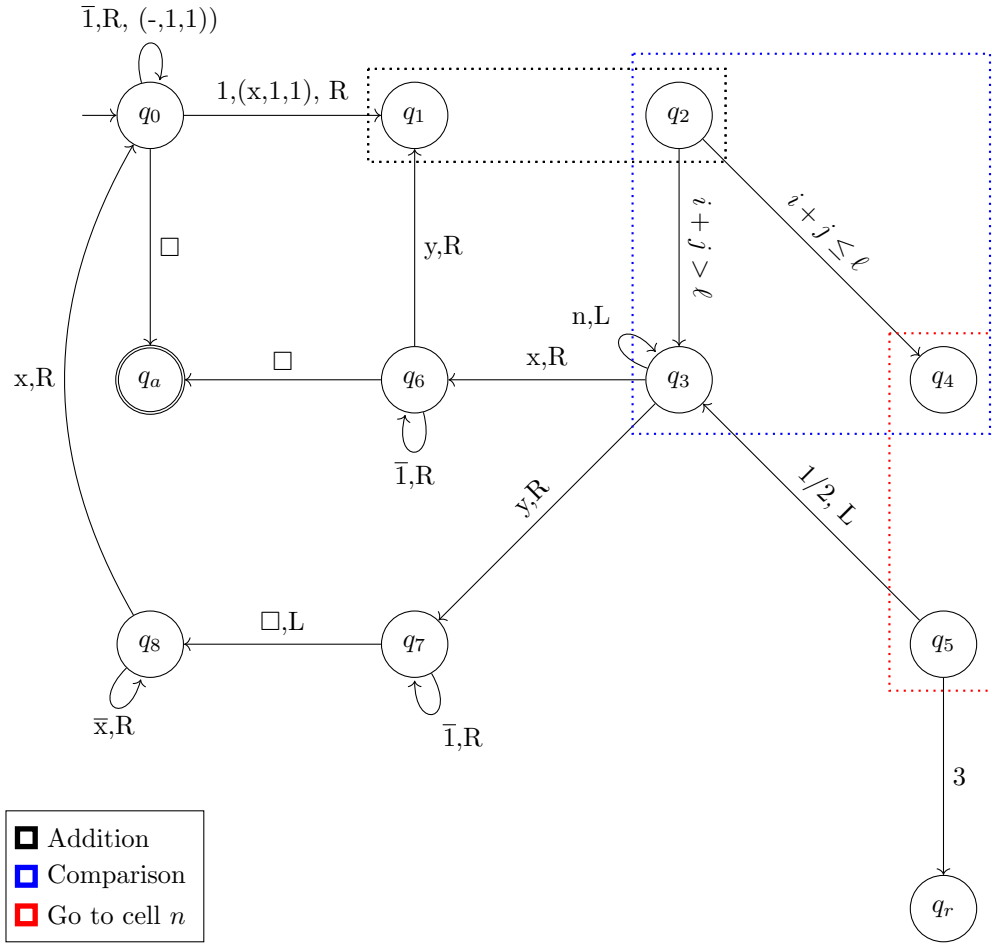 1̅,R, (-,1,1))
q₀
1,(x,1,1), R
q₁
q₂
□
y,R
i + j > ℓ
i + j ≤ ℓ
n,L
x,R
qₐ
□
q₆
x,R
q₃
q₄
1̅,R
y,R
1/2, L
q₈
□,L
q₇
q₅
x̅,R
1̅,R
3
Addition
Comparison
Go to cell n
qᵣ